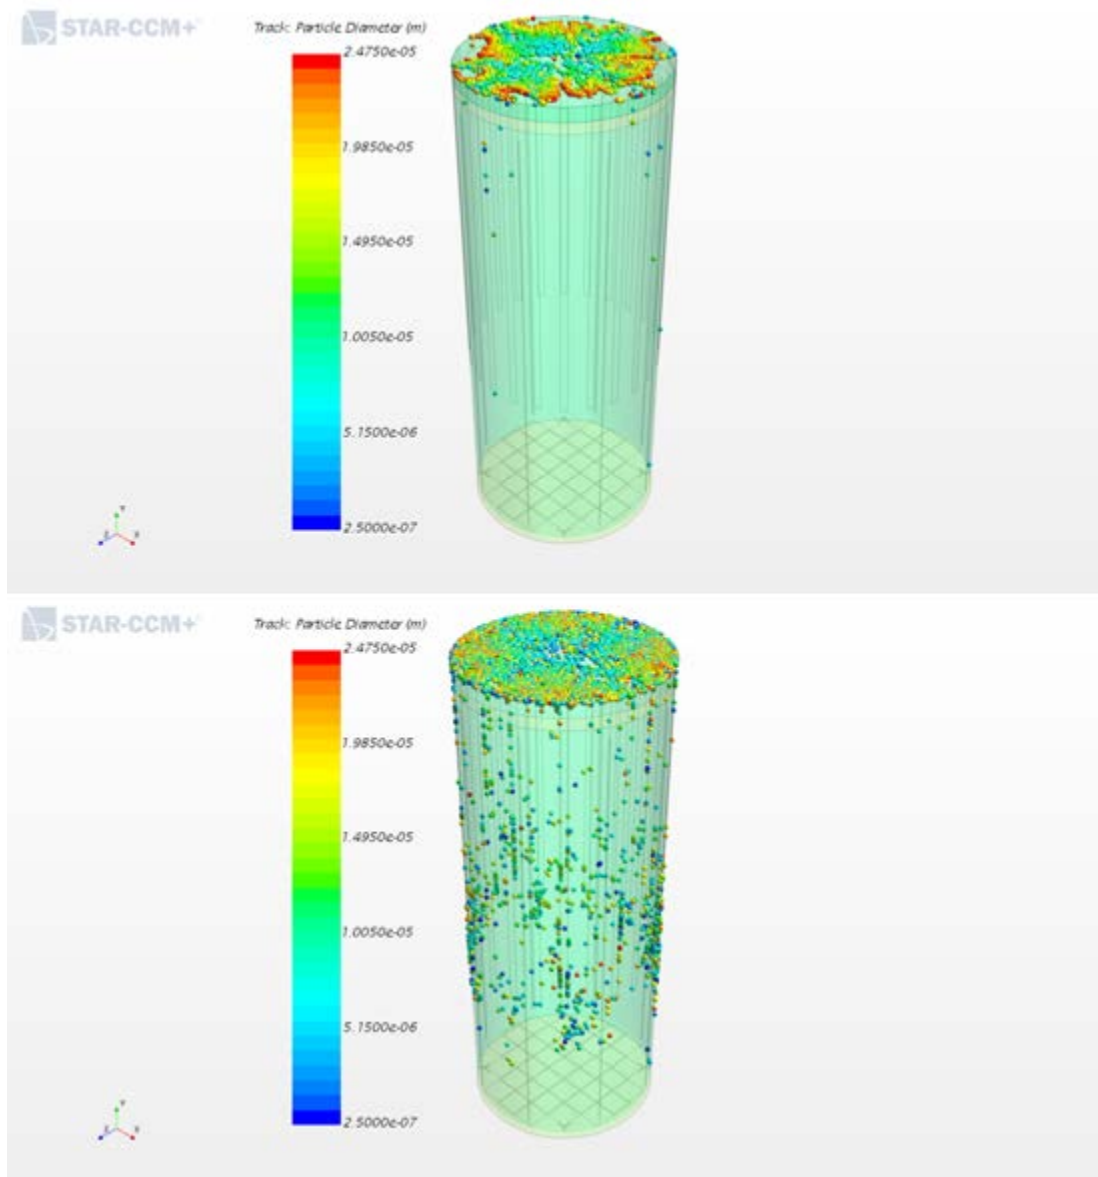 STAR-CCM+
Track: Particle Diameter (m)
2.4750e-05
1.9850e-05
1.4950e-05
1.0050e-05
5.1500e-06
2.5000e-07
Y
Z
X
STAR-CCM+
Track: Particle Diameter (m)
2.4750e-05
1.9850e-05
1.4950e-05
1.0050e-05
5.1500e-06
2.5000e-07
Y
Z
X